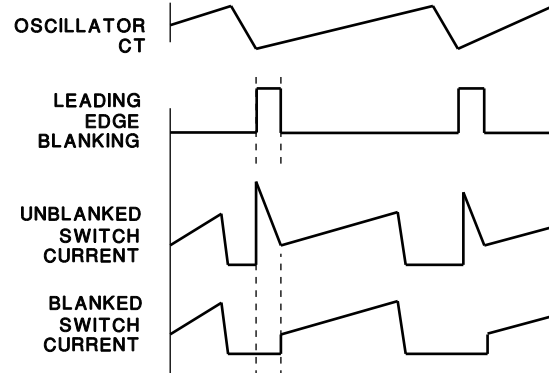 OSCILLATOR
CT
LEADING
EDGE
BLANKING
UNBLANKED
SWITCH
CURRENT
BLANKED
SWITCH
CURRENT